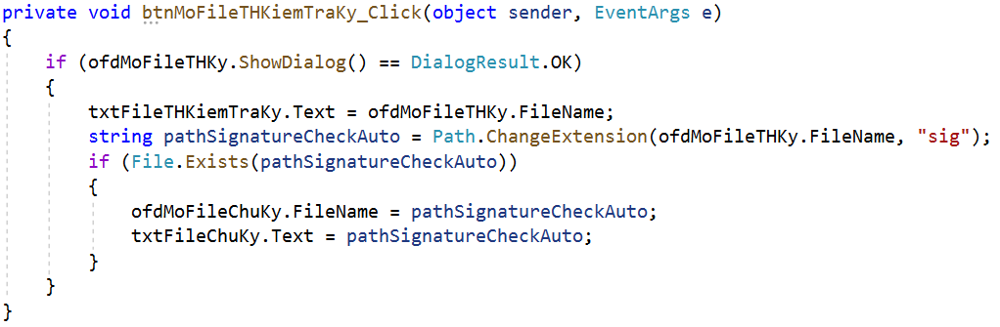 private void btnMoFileTHKiemTraKy_Click(object sender, EventArgs e)
{
if (ofdMoFileTHKy.ShowDialog() == DialogResult.OK)
{
txtFileTHKiemTraKy.Text = ofdMoFileTHKy.FileName;
string pathSignatureCheckAuto = Path.ChangeExtension(ofdMoFileTHKy.FileName, "sig");
if (File.Exists(pathSignatureCheckAuto))
{
ofdMoFileChuKy.FileName = pathSignatureCheckAuto;
txtFileChuKy.Text = pathSignatureCheckAuto;
}
}
}